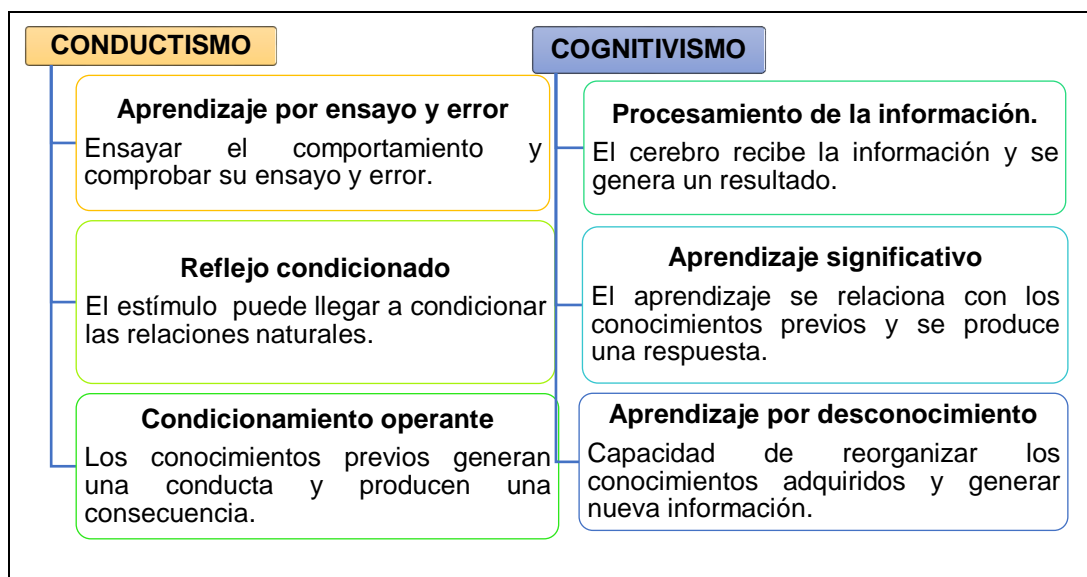 CONDUCTISMO
Aprendizaje por ensayo y error
Ensayar el comportamiento y
comprobar su ensayo y error.
Reflejo condicionado
El estímulo puede llegar a condicionar
las relaciones naturales.
Condicionamiento operante
Los conocimientos previos generan
una conducta y producen una
consecuencia.
COGNITIVISMO
Procesamiento de la información.
El cerebro recibe la información y se
genera un resultado.
Aprendizaje significativo
El aprendizaje se relaciona con los
conocimientos previos y se produce
una respuesta.
Aprendizaje por desconocimiento
Capacidad de reorganizar los
conocimientos adquiridos y generar
nueva información.